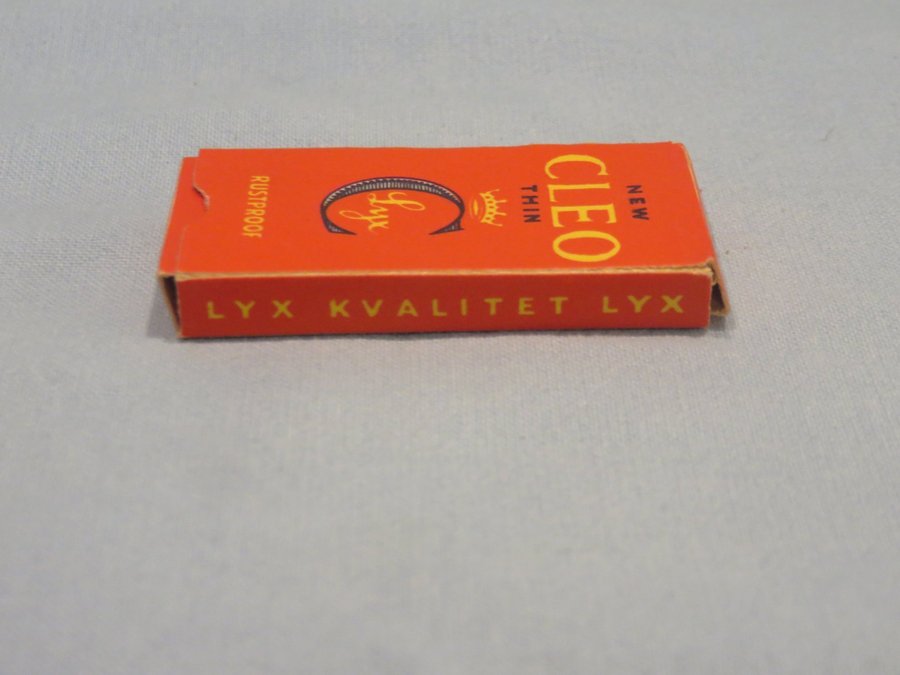 NEW
CLEO
THIN
Lyx
RUSTPROOF
LYX KVALITET LYX